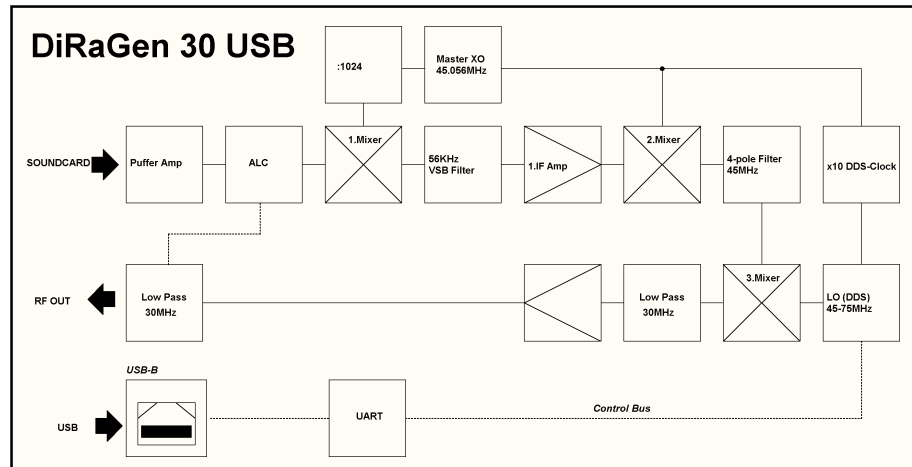 DiRaGen 30 USB
:1024
Master XO
45.056MHz
SOUNDCARD
Puffer Amp
ALC
1.Mixer
56KHz
VSB Filter
1.IF Amp
2.Mixer
4-pole Filter
45MHz
x10 DDS-Clock
RF OUT
Low Pass
30MHz
Low Pass
30MHz
3.Mixer
LO (DDS)
45-75MHz
USB-B
USB
UART
Control Bus